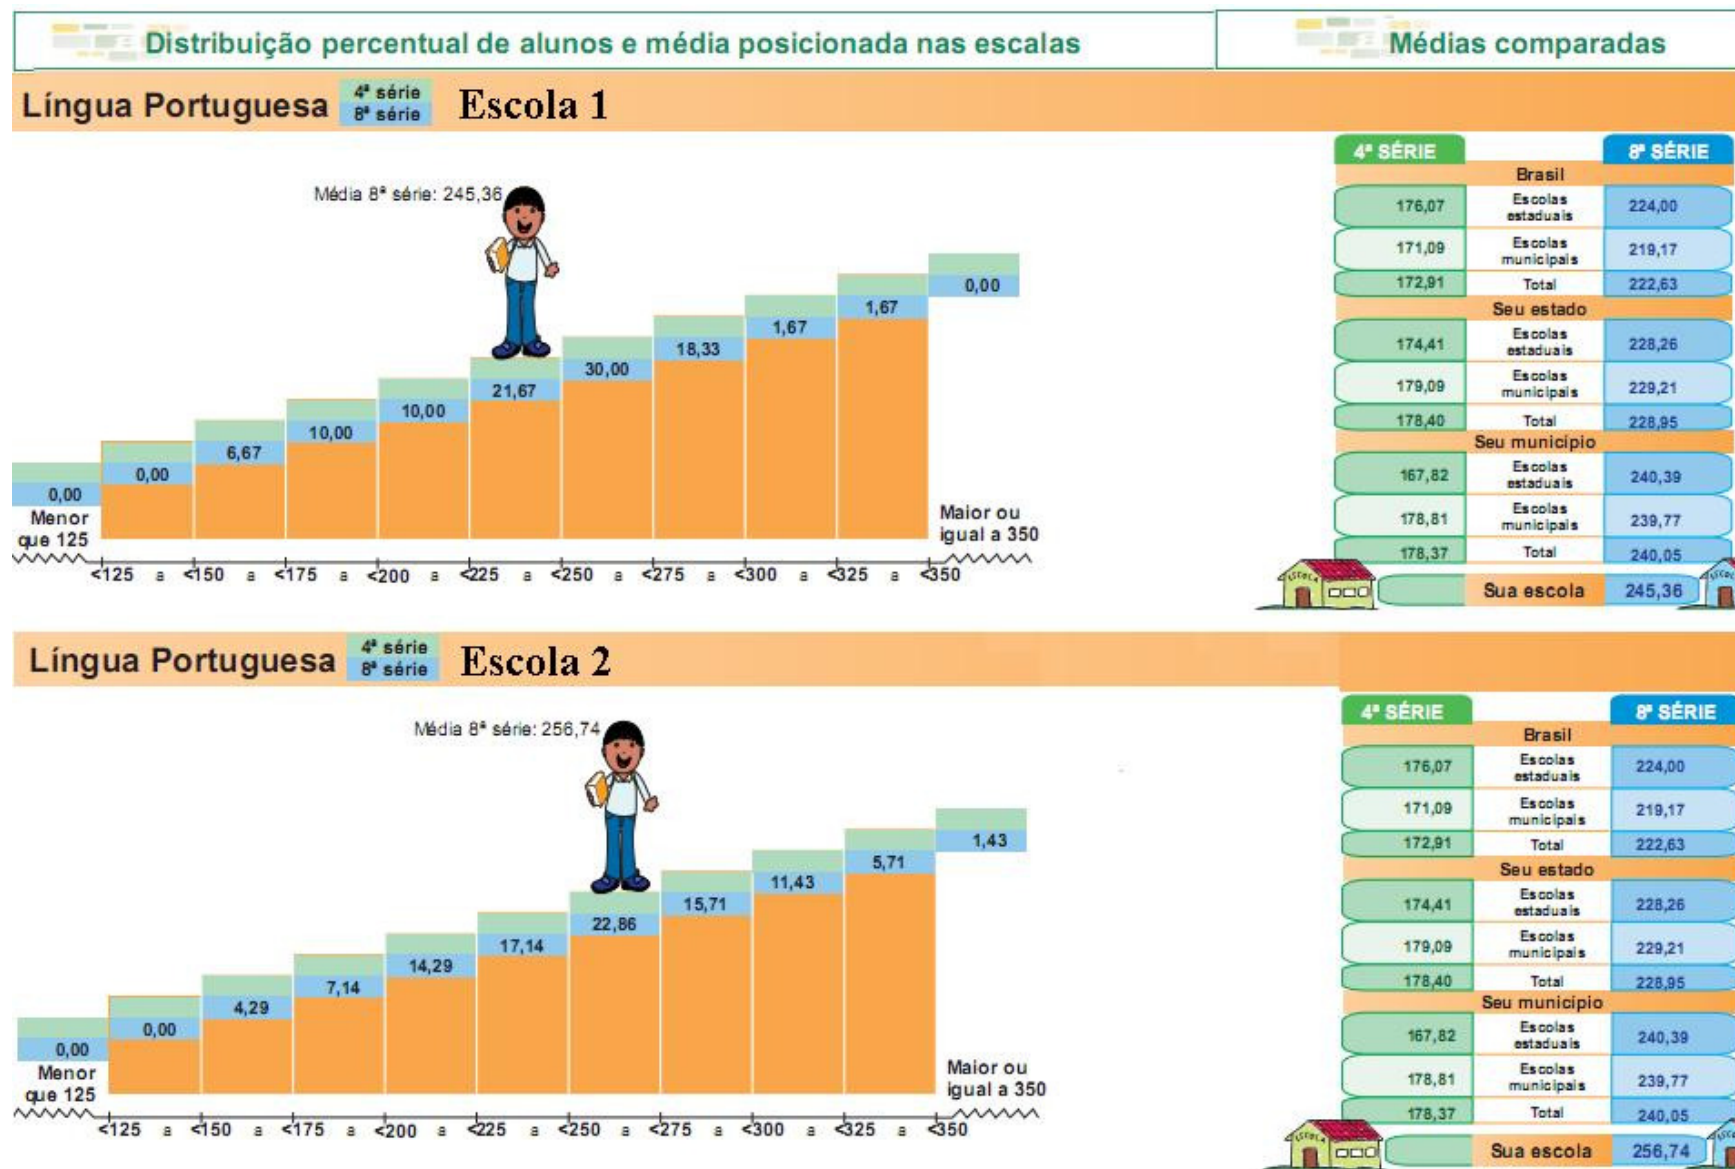 Distribuição percentual de alunos e média posicionada nas escalas
Médias comparadas
Língua Portuguesa
4ª série
8ª série
Escola 1
Média 8ª série: 245,36
0,00
0,00
6,67
10,00
10,00
21,67
30,00
18,33
1,67
1,67
0,00
Menor
que 125
Maior ou
igual a 350
<125 a <150 a <175 a <200 a <225 a <250 a <275 a <300 a <325 a <350
4ª SÉRIE 8ª SÉRIE
Brasil
176,07 Escolas estaduais 224,00
171,09 Escolas municipais 219,17
172,91 Total 222,63
Seu estado
174,41 Escolas estaduais 228,26
179,09 Escolas municipais 229,21
178,40 Total 228,95
Seu município
167,82 Escolas estaduais 240,39
178,81 Escolas municipais 239,77
178,37 Total 240,05
ESCOLA
Sua escola 245,36
Língua Portuguesa
4ª série
8ª série
Escola 2
Média 8ª série: 256,74
0,00
0,00
4,29
7,14
14,29
17,14
22,86
15,71
11,43
5,71
1,43
Menor
que 125
Maior ou
igual a 350
<125 a <150 a <175 a <200 a <225 a <250 a <275 a <300 a <325 a <350
4ª SÉRIE 8ª SÉRIE
Brasil
176,07 Escolas estaduais 224,00
171,09 Escolas municipais 219,17
172,91 Total 222,63
Seu estado
174,41 Escolas estaduais 228,26
179,09 Escolas municipais 229,21
178,40 Total 228,95
Seu município
167,82 Escolas estaduais 240,39
178,81 Escolas municipais 239,77
178,37 Total 240,05
ESCOLA
Sua escola 256,74